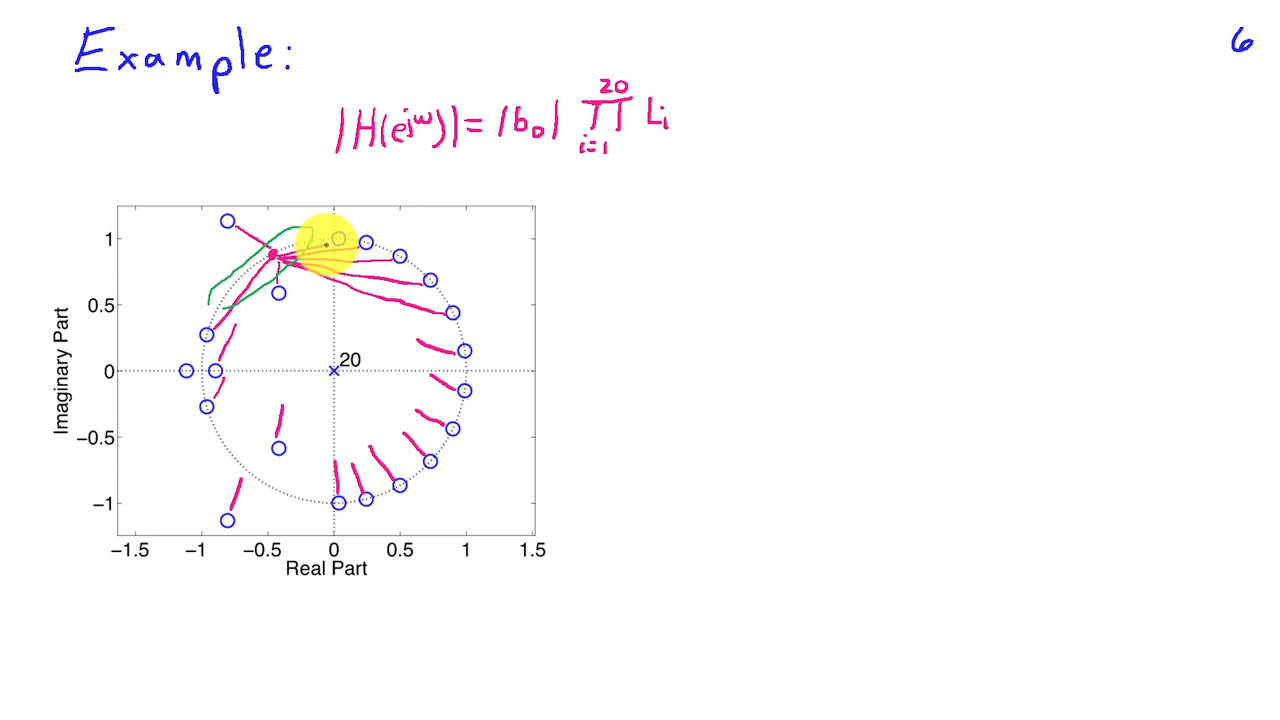 Example:
6
|H(e^{jω})| = |b₀| ∏_{i=1}^{20} Lᵢ
1
0.5
0
−0.5
−1
20
−1.5 −1 −0.5 0 0.5 1 1.5
Real Part
Imaginary Part